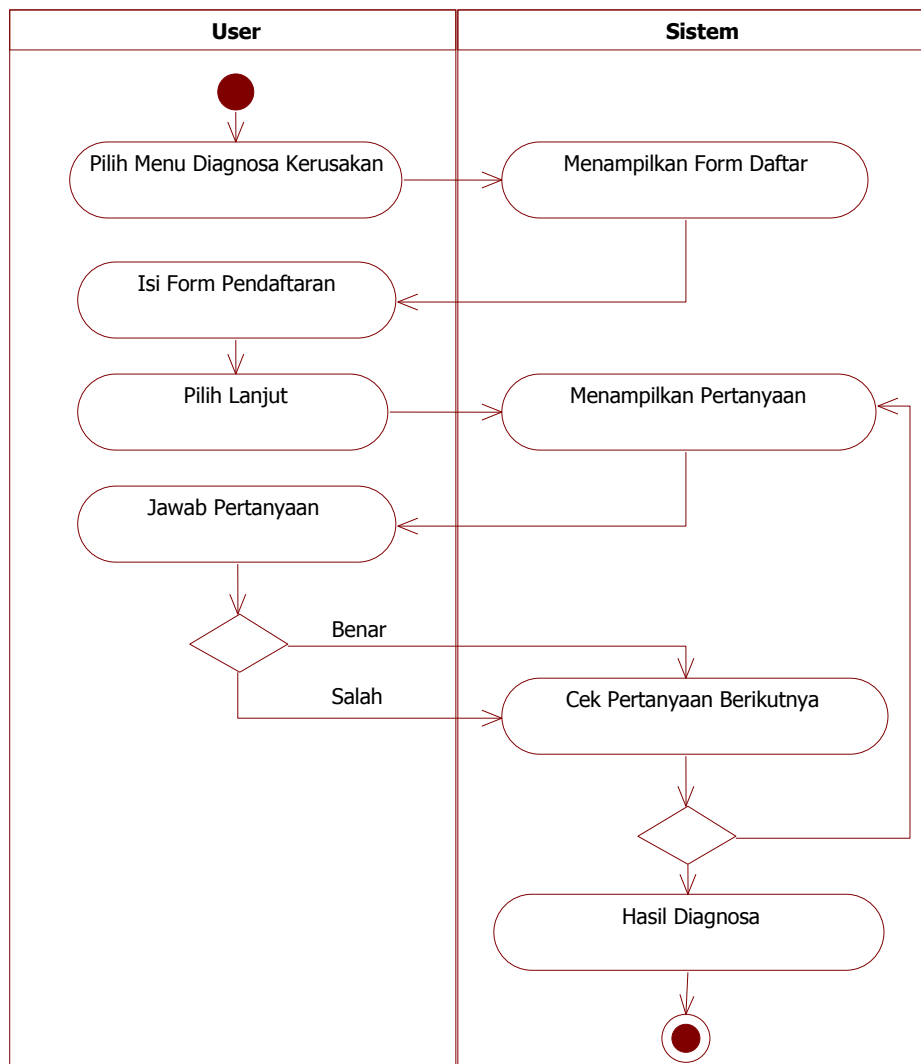 User
Sistem
Pilih Menu Diagnosa Kerusakan
Menampilkan Form Daftar
Isi Form Pendaftaran
Pilih Lanjut
Menampilkan Pertanyaan
Jawab Pertanyaan
Benar
Salah
Cek Pertanyaan Berikutnya
Hasil Diagnosa